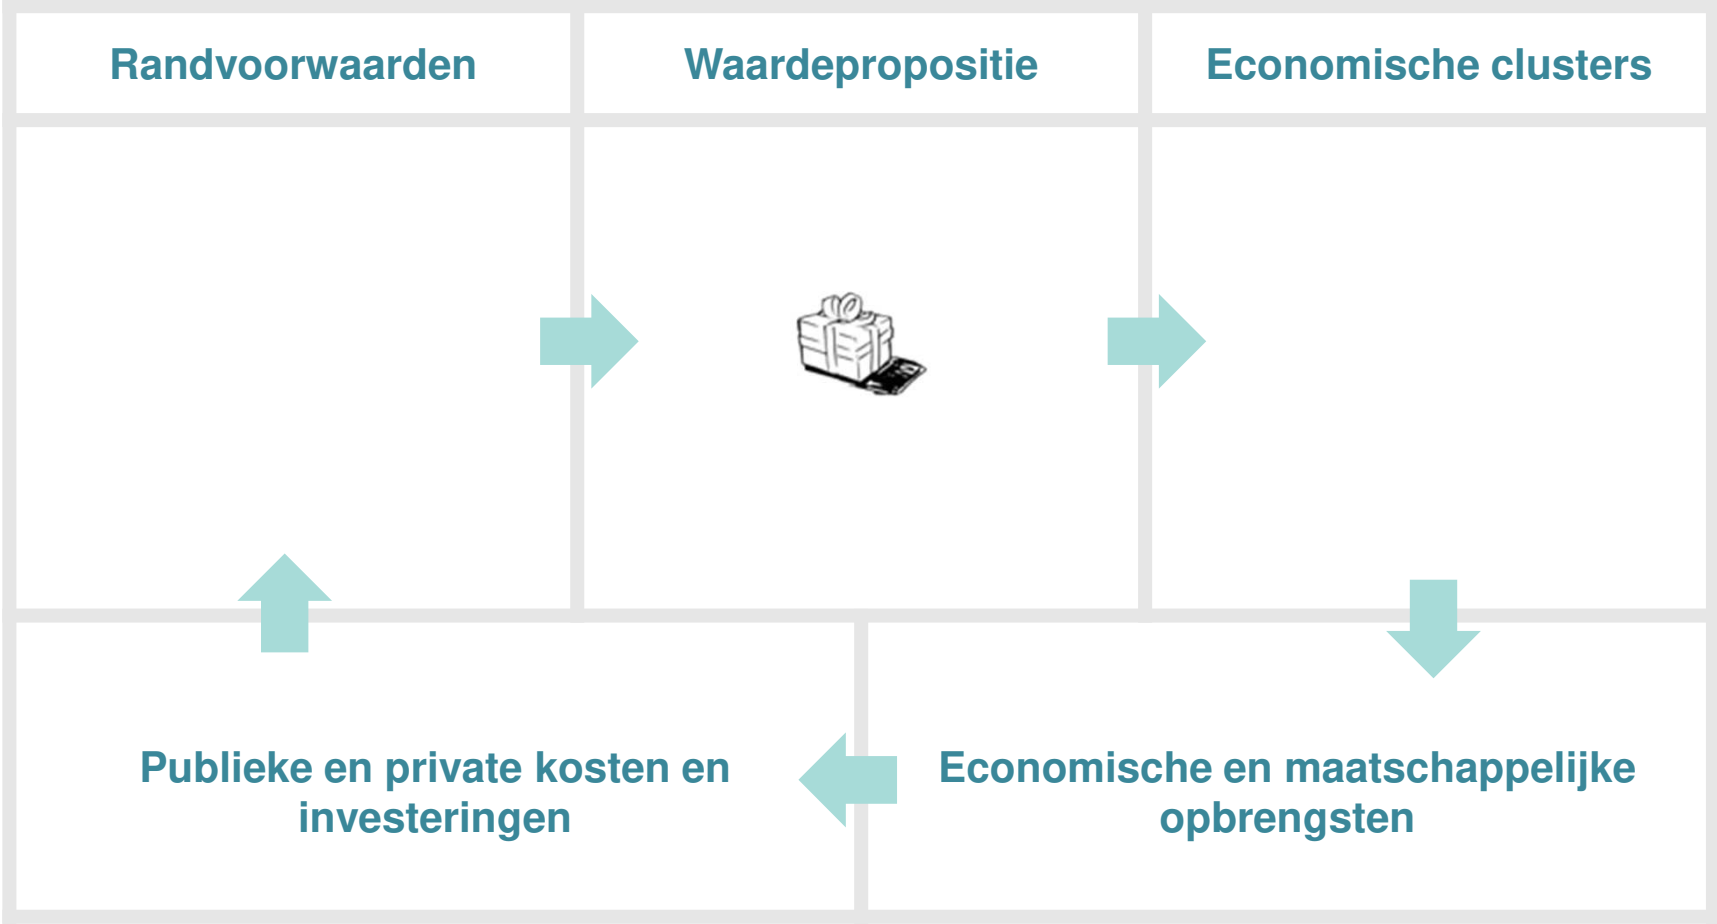 Randvoorwaarden
Waardepropositie
Economische clusters
Publieke en private kosten en
investeringen
Economische en maatschappelijke
opbrengsten